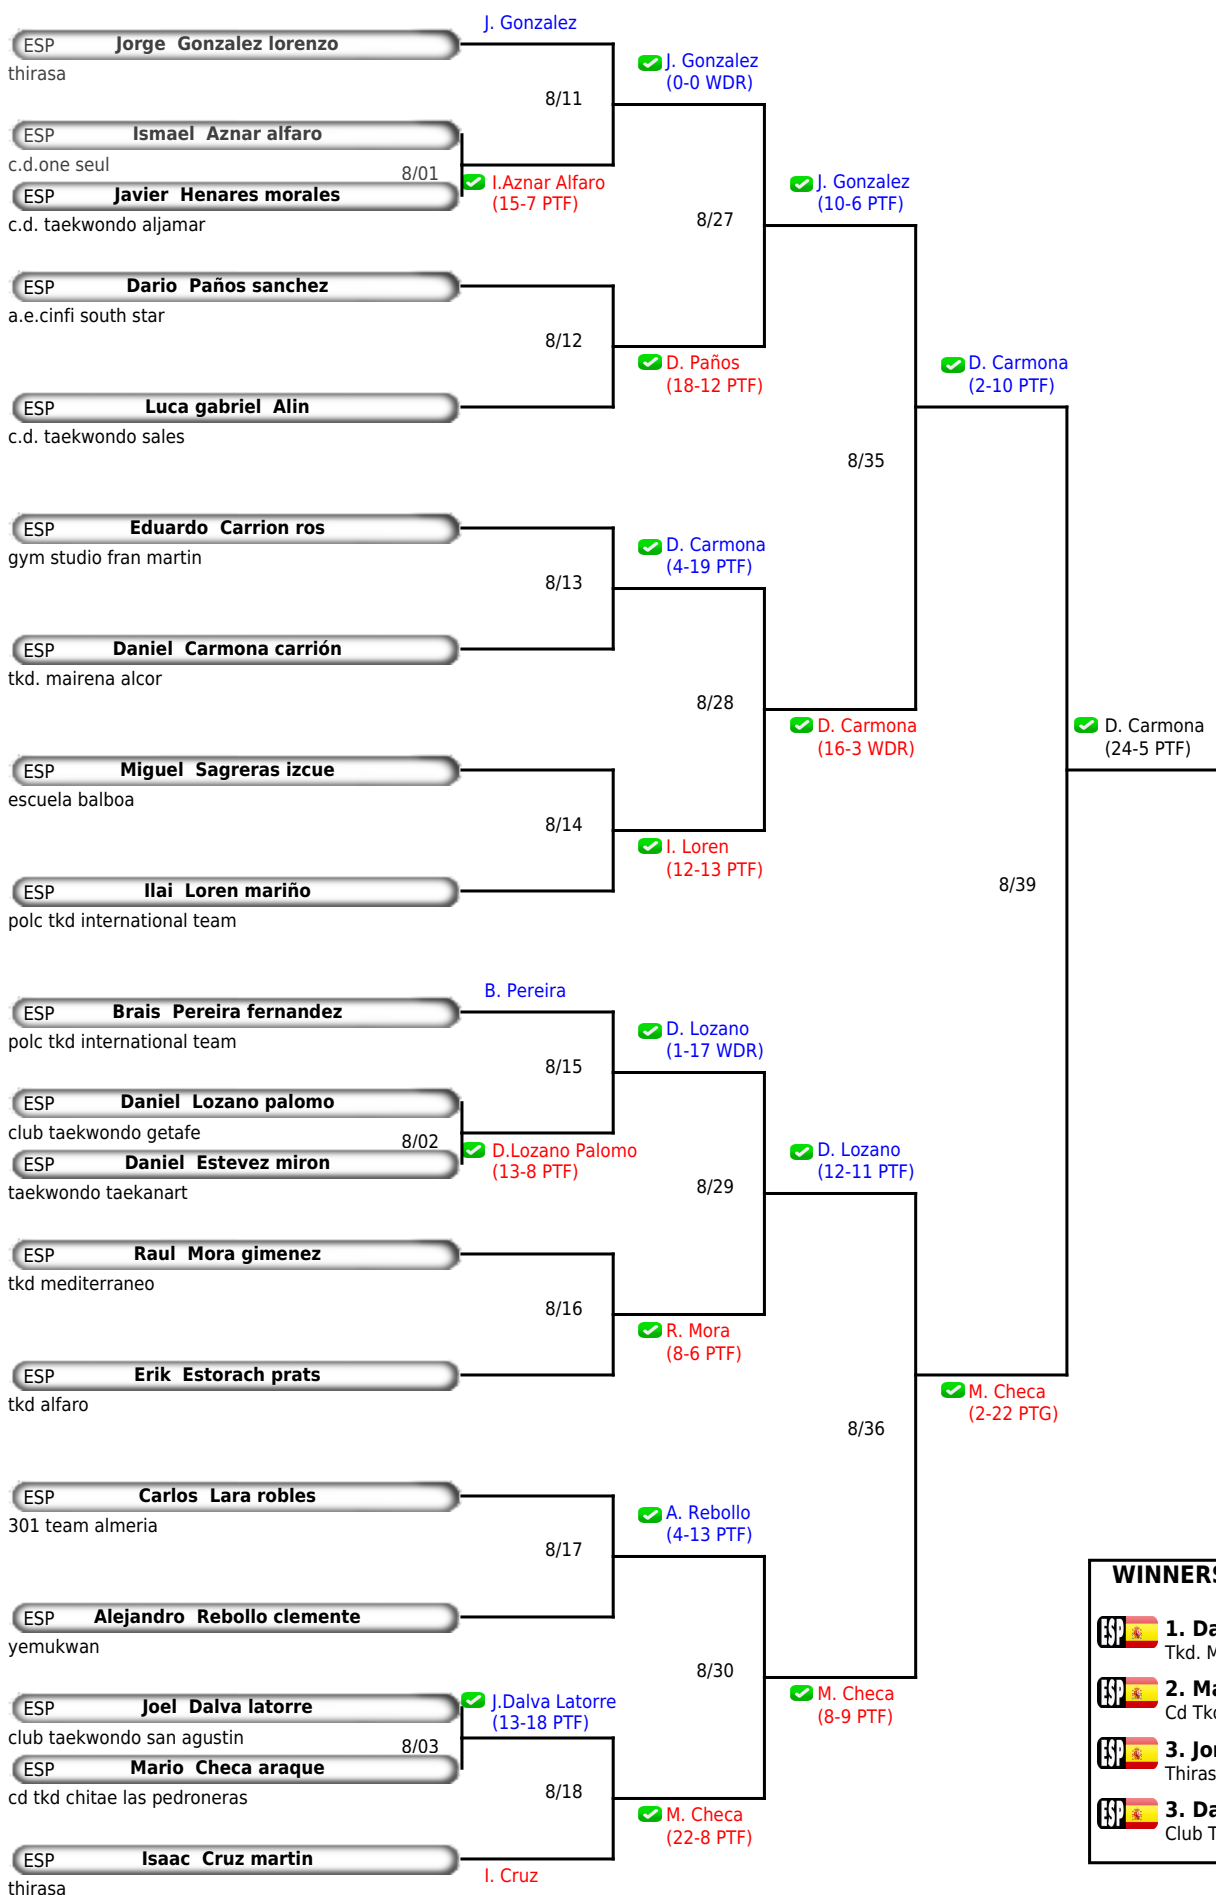 J. Gonzalez
ESP Jorge Gonzalez lorenzo
thirasa
J. Gonzalez
(0-0 WDR)
8/11
ESP Ismael Aznar alfaro
c.d.one seul
8/01
I.Aznar Alfaro
(15-7 PTF)
ESP Javier Henares morales
c.d. taekwondo aljamar
J. Gonzalez
(10-6 PTF)
8/27
ESP Dario Paños sanchez
a.e.cinfi south star
8/12
D. Paños
(18-12 PTF)
D. Carmona
(2-10 PTF)
ESP Luca gabriel Alin
c.d. taekwondo sales
8/35
ESP Eduardo Carrion ros
gym studio fran martin
D. Carmona
(4-19 PTF)
8/13
ESP Daniel Carmona carrión
tkd. mairena alcor
8/28
D. Carmona
(16-3 WDR)
D. Carmona
(24-5 PTF)
ESP Miguel Sagreras izcue
escuela balboa
8/14
I. Loren
(12-13 PTF)
8/39
ESP Ilai Loren mariño
polc tkd international team
B. Pereira
ESP Brais Pereira fernandez
polc tkd international team
D. Lozano
(1-17 WDR)
8/15
ESP Daniel Lozano palomo
club taekwondo getafe
8/02
D.Lozano Palomo
(13-8 PTF)
ESP Daniel Estevez miron
taekwondo taekanart
D. Lozano
(12-11 PTF)
8/29
ESP Raul Mora gimenez
tkd mediterraneo
8/16
R. Mora
(8-6 PTF)
ESP Erik Estorach prats
tkd alfaro
M. Checa
(2-22 PTG)
8/36
ESP Carlos Lara robles
301 team almeria
A. Rebollo
(4-13 PTF)
8/17
ESP Alejandro Rebollo clemente
yemukwan
8/30
M. Checa
(8-9 PTF)
ESP Joel Dalva latorre
club taekwondo san agustin
J.Dalva Latorre
(13-18 PTF)
8/03
ESP Mario Checa araque
cd tkd chitae las pedroneras
8/18
M. Checa
(22-8 PTF)
ESP Isaac Cruz martin
thirasa
I. Cruz
WINNERS
ESP 1. Da
Tkd. M
ESP 2. Ma
Cd Tkd
ESP 3. Jor
Thiras
ESP 3. Da
Club T